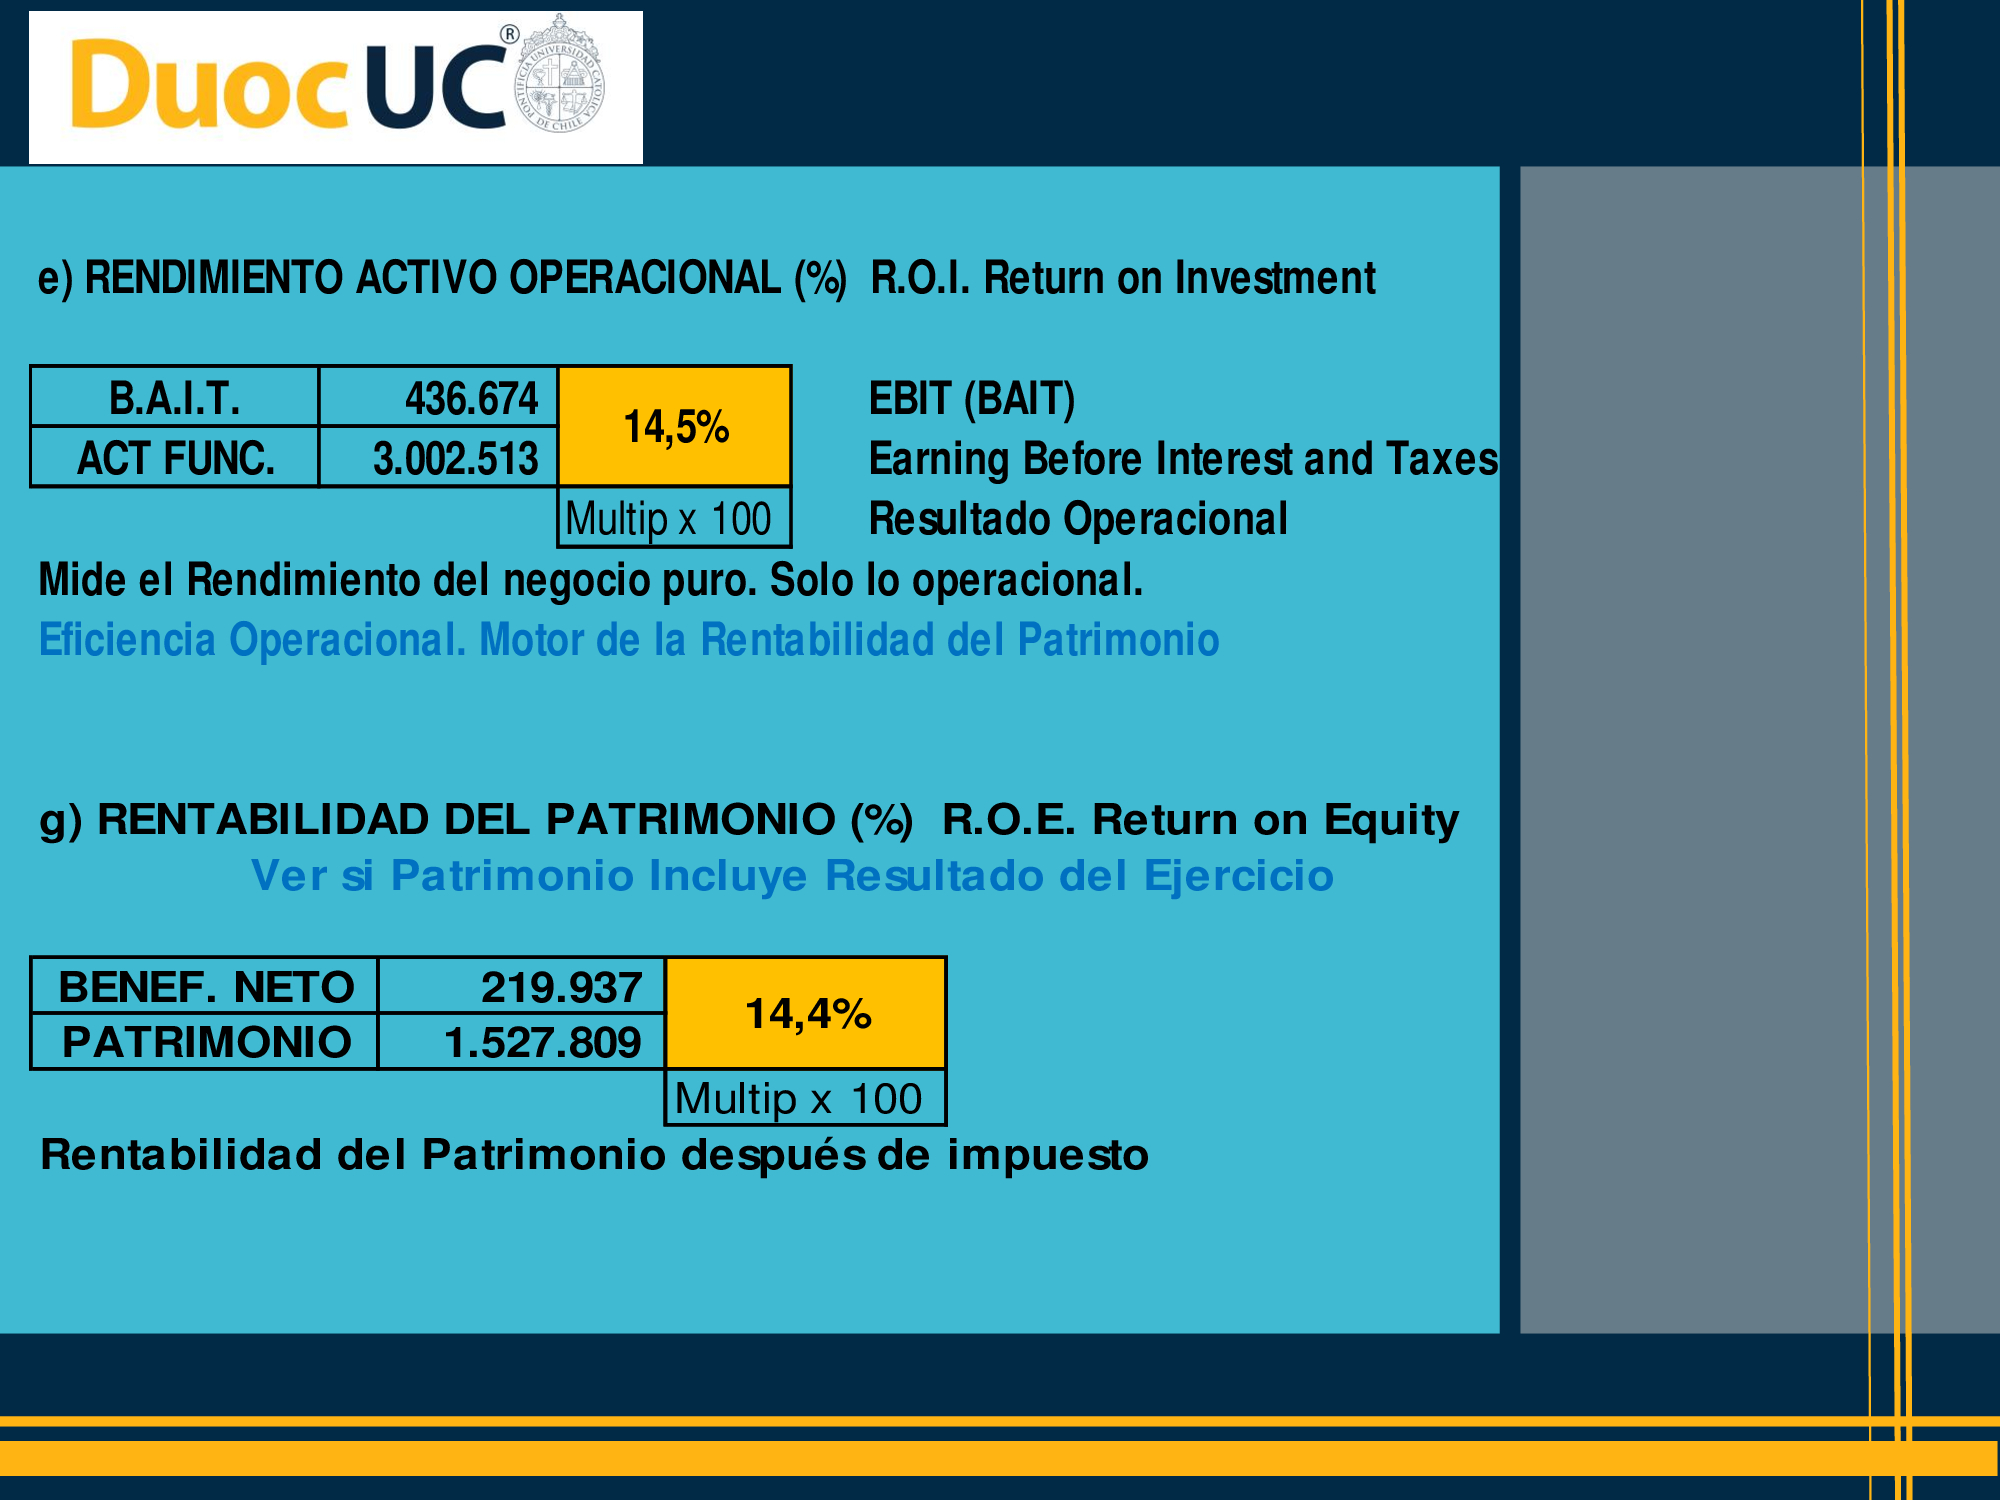 DuocUC®
PONTIFICIA UNIVERSIDAD CATOLICA DE CHILE
e) RENDIMIENTO ACTIVO OPERACIONAL (%) R.O.I. Return on Investment
B.A.I.T. 436.674 14,5% EBIT (BAIT)
ACT FUNC. 3.002.513 Earning Before Interest and Taxes
Multip x 100 Resultado Operacional
Mide el Rendimiento del negocio puro. Solo lo operacional.
Eficiencia Operacional. Motor de la Rentabilidad del Patrimonio
g) RENTABILIDAD DEL PATRIMONIO (%) R.O.E. Return on Equity
Ver si Patrimonio Incluye Resultado del Ejercicio
BENEF. NETO 219.937 14,4%
PATRIMONIO 1.527.809
Multip x 100
Rentabilidad del Patrimonio después de impuesto